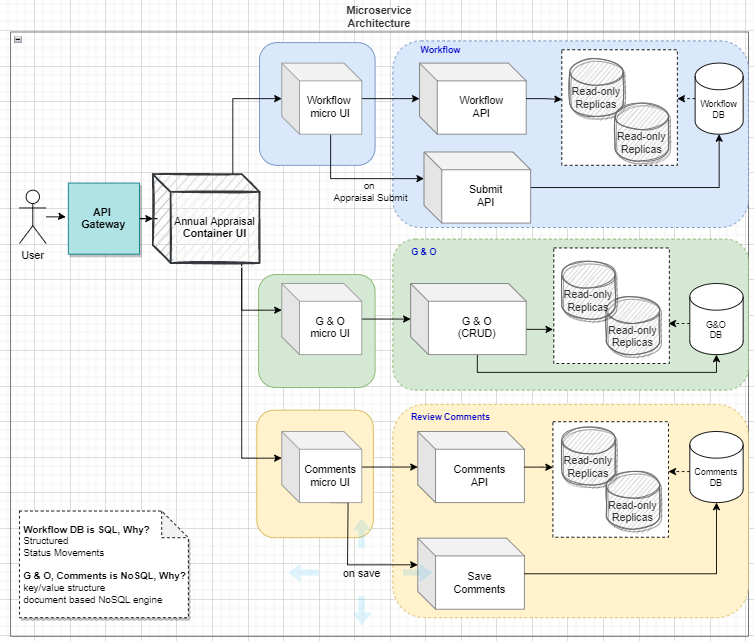 Microservice
Architecture
Workflow
Workflow
micro UI
Workflow
API
Read-only
Replicas
Read-only
Replicas
Workflow
DB
on
Appraisal Submit
Submit
API
API
Gateway
Annual Appraisal
Container UI
User
G & O
G & O
micro UI
G & O
(CRUD)
Read-only
Replicas
Read-only
Replicas
G&O
DB
Review Comments
Comments
micro UI
Comments
API
Read-only
Replicas
Read-only
Replicas
Comments
DB
on save
Save
Comments
Workflow DB is SQL, Why?
Structured
Status Movements
G & O, Comments is NoSQL, Why?
key/value structure
document based NoSQL engine